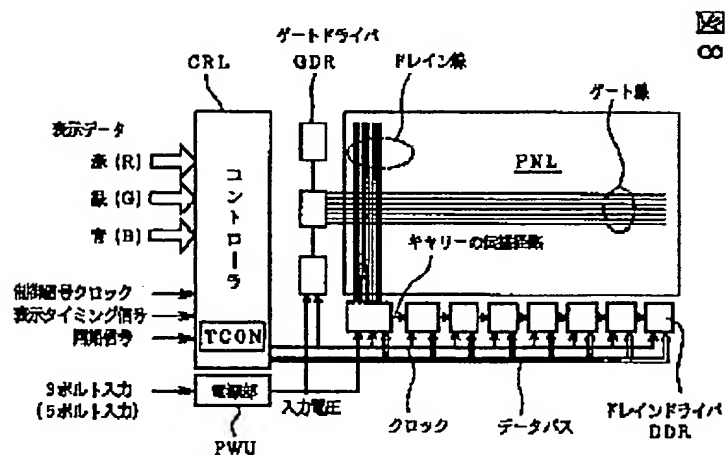 ゲートドライバ
GDR
CRL
ドレイン線
ゲート線
表示データ
赤 (R)
緑 (G)
青 (B)
コントローラ
PNL
キャリーの伝搬経路
制御信号クロック
表示タイミング信号
同期信号
TCON
3ボルト入力
(5ボルト入力)
電源部
入力電圧
クロック
データバス
ドレインドライバ
DDR
PWU